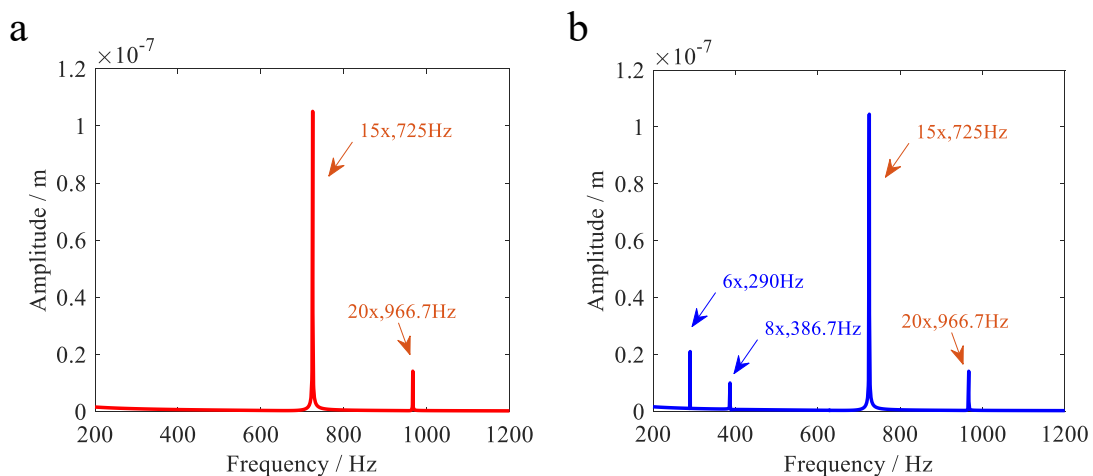 a
×10⁻⁷
1.2
1
0.8
0.6
0.4
0.2
0
Amplitude / m
15x,725Hz
20x,966.7Hz
200 400 600 800 1000 1200
Frequency / Hz
b
×10⁻⁷
1.2
1
0.8
0.6
0.4
0.2
0
Amplitude / m
15x,725Hz
6x,290Hz
8x,386.7Hz
20x,966.7Hz
200 400 600 800 1000 1200
Frequency / Hz